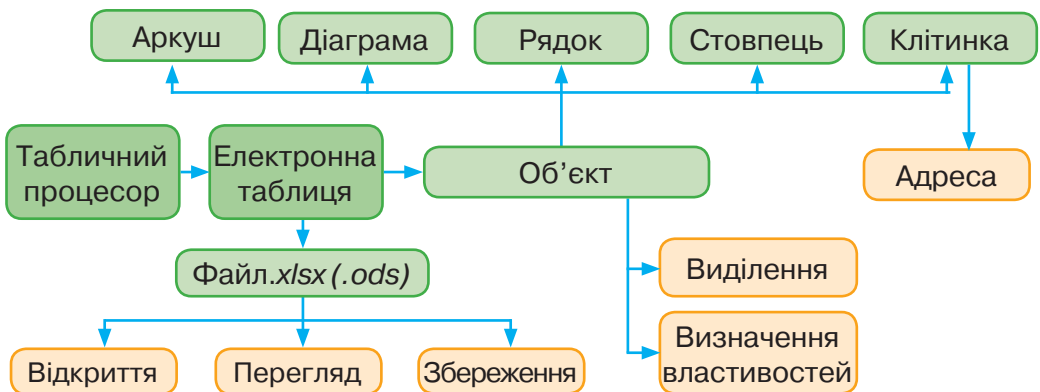 Аркуш
Діаграма
Рядок
Стовпець
Клітинка
Табличний
процесор
Електронна
таблиця
Об’єкт
Адреса
Файл.xlsx (.ods)
Виділення
Визначення
властивостей
Відкриття
Перегляд
Збереження